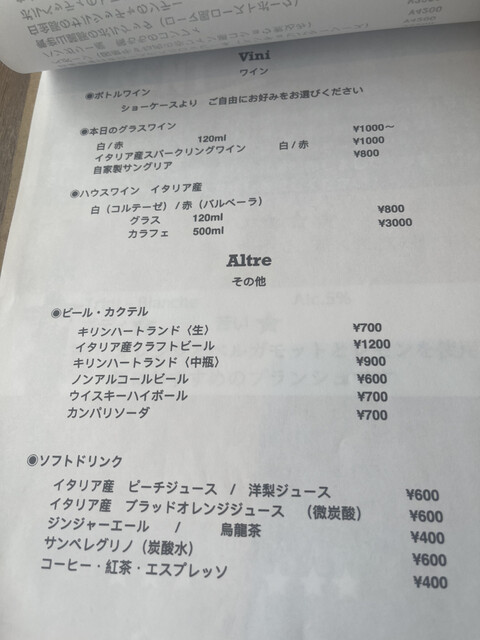 Vini
ワイン
◉ボトルワイン
ショーケースより ご自由にお好みをお選びください
◉本日のグラスワイン
白 / 赤 120ml ¥1000～
イタリア産スパークリングワイン 白 / 赤 ¥1000
自家製サングリア ¥800
◉ハウスワイン イタリア産
白（コルテーゼ）/ 赤（バルベーラ）
グラス 120ml ¥800
カラフェ 500ml ¥3000
Altre
その他
◉ビール・カクテル
キリンハートランド〈生〉 ¥700
イタリア産クラフトビール ¥1200
キリンハートランド〈中瓶〉 ¥900
ノンアルコールビール ¥600
ウイスキーハイボール ¥700
カンパリソーダ ¥700
◉ソフトドリンク
イタリア産 ピーチジュース / 洋梨ジュース ¥600
イタリア産 ブラッドオレンジジュース （微炭酸） ¥600
ジンジャーエール / 烏龍茶 ¥400
サンペレグリノ（炭酸水） ¥600
コーヒー・紅茶・エスプレッソ ¥400